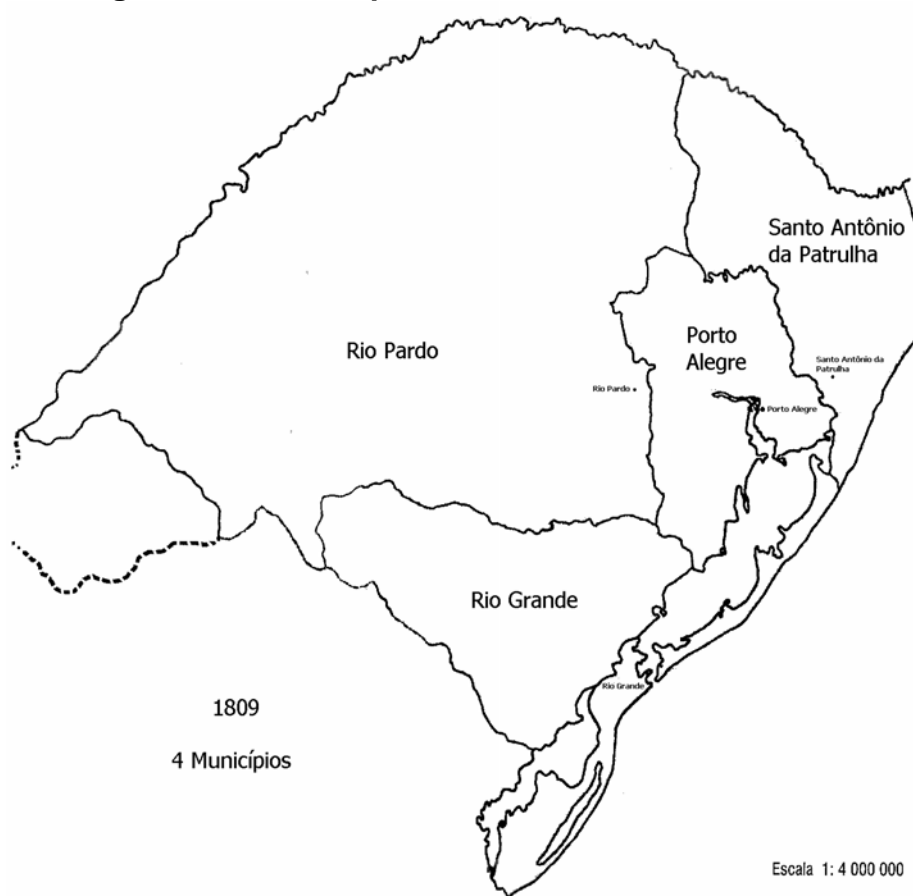 Santo Antônio
da Patrulha
Porto
Alegre
Rio Pardo
Santo Antônio da
Patrulha
Rio Pardo
Porto Alegre
Rio Grande
Rio Grande
1809
4 Municípios
Escala 1: 4 000 000